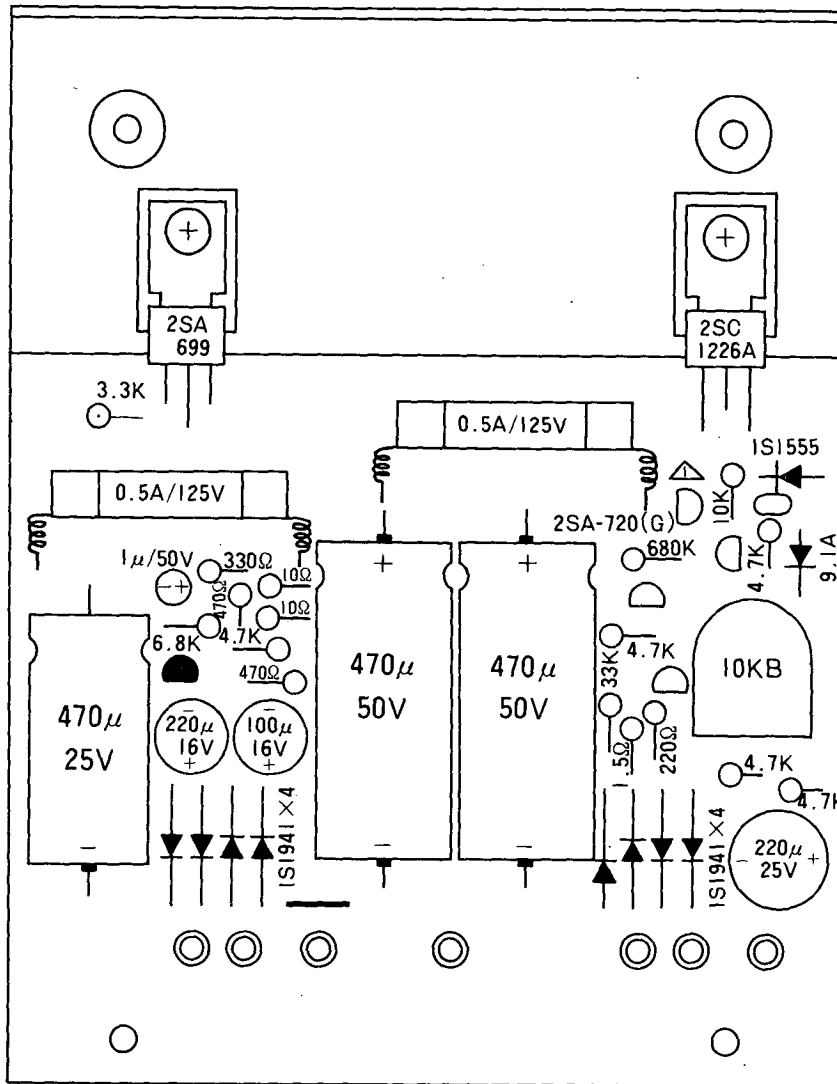 2SA
699
2SC
1226A
3.3K
0.5A/125V
1S1555
0.5A/125V
2SA-720(G)
10K
1μ/50V
330Ω
10Ω
680K
4.7K
9.1A
470Ω
10Ω
6.8K
4.7K
470Ω
+
470μ
50V
−
+
470μ
50V
−
33K
4.7K
10KB
470μ
25V
−
−
220μ
16V
+
−
100μ
16V
+
1.5Ω
220Ω
4.7K
4.7K
1S1941×4
1S1941×4
- 220μ +
25V